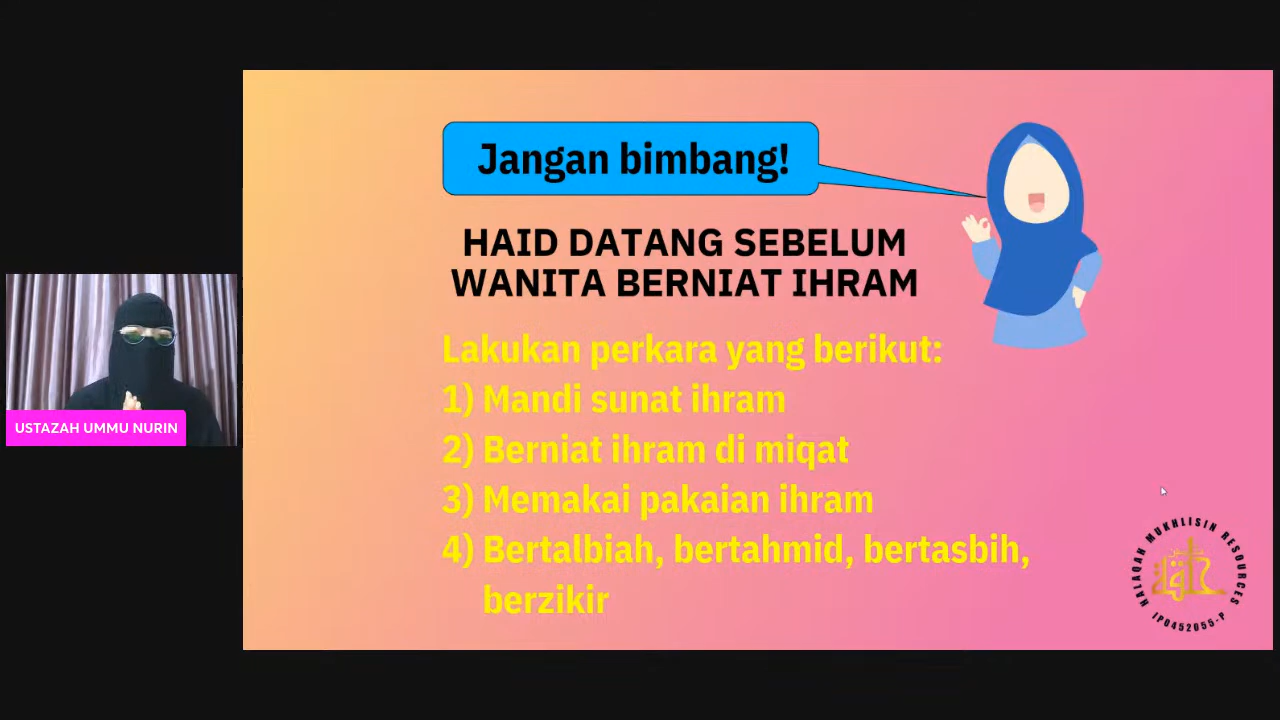 Jangan bimbang!
HAID DATANG SEBELUM
WANITA BERNIAT IHRAM
Lakukan perkara yang berikut:
1) Mandi sunat ihram
2) Berniat ihram di miqat
3) Memakai pakaian ihram
4) Bertalbiah, bertahmid, bertasbih,
berzikir
USTAZAH UMMU NURIN
HALAQAH MUKHLISIN RESOURCES
IP0452055-P